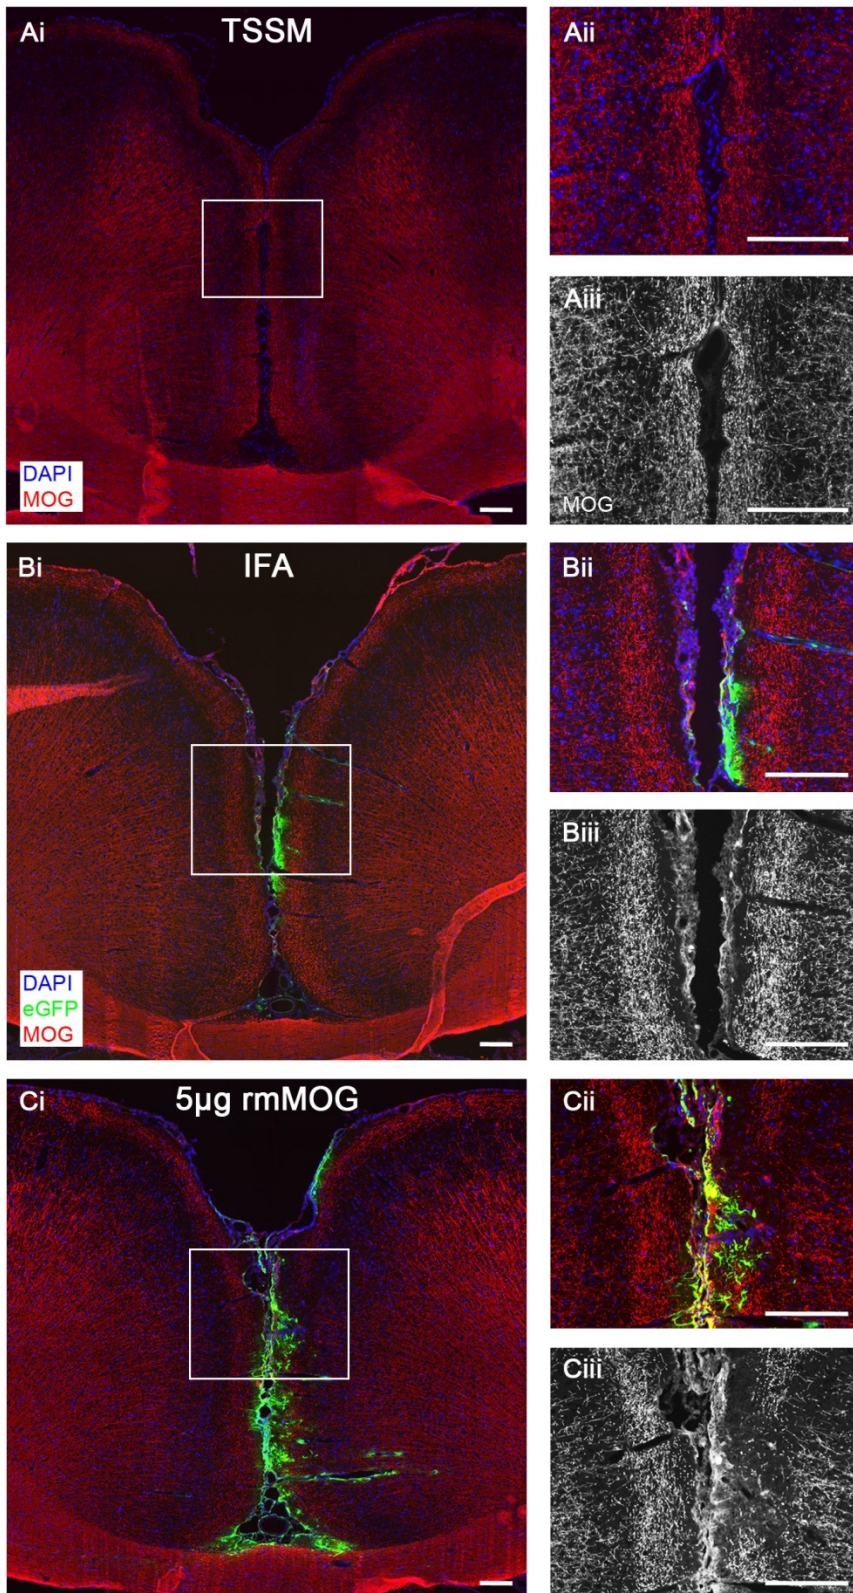 Ai
TSSM
DAPI
MOG
Aii
Aiii
MOG
Bi
IFA
DAPI
eGFP
MOG
Bii
Biii
Ci
5µg rmMOG
Cii
Ciii